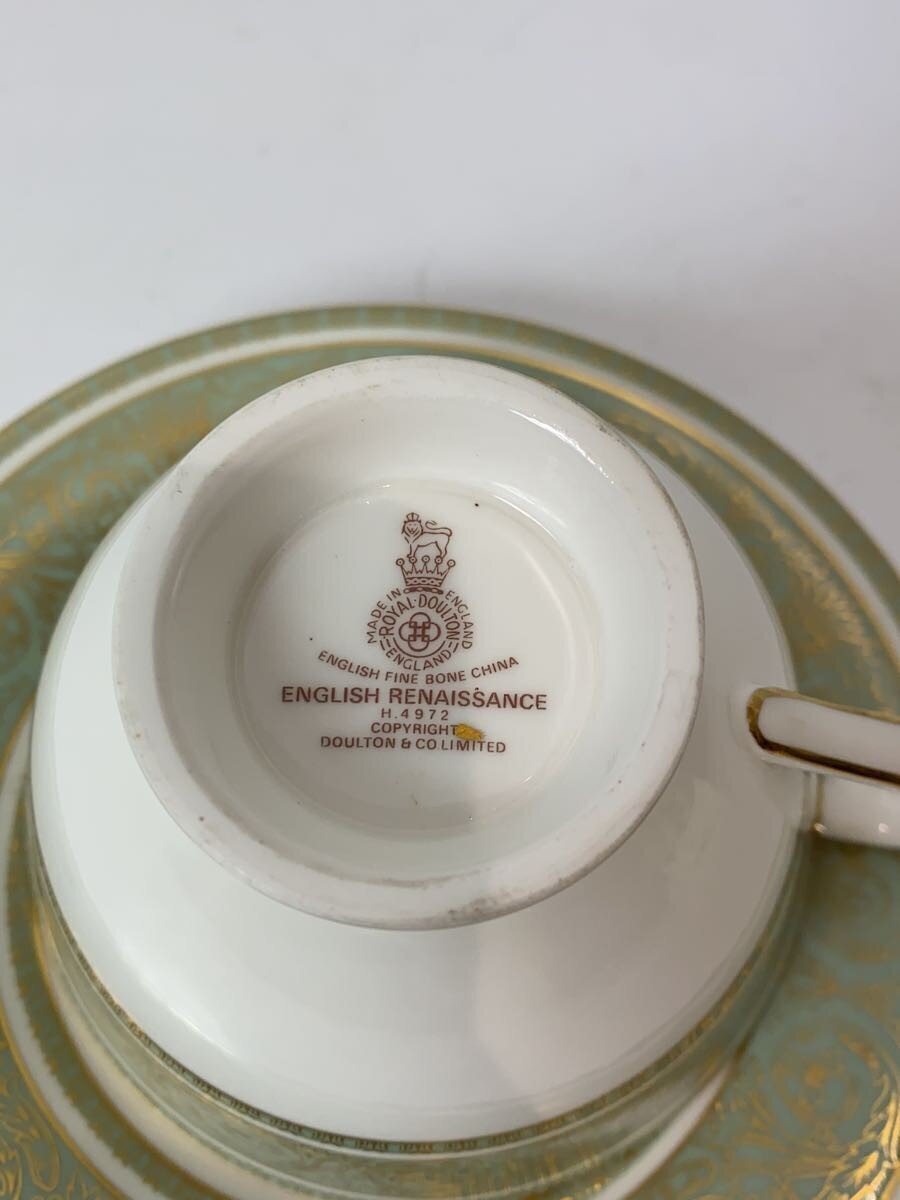 MADE IN ENGLAND
ROYAL·DOULTON
ENGLAND
ENGLISH FINE BONE CHINA
ENGLISH RENAISSANCE
H.4972
COPYRIGHT
DOULTON & CO.LIMITED